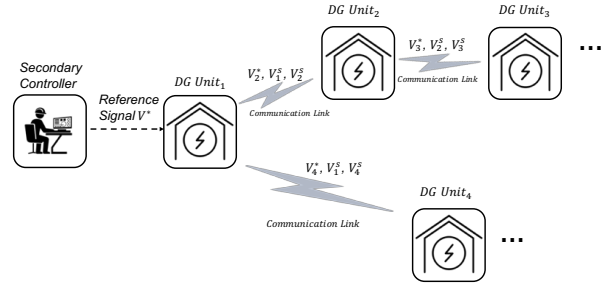 Secondary
Controller
Reference
Signal V*
DG Unit₁
V₂*, V₁ˢ, V₂ˢ
Communication Link
DG Unit₂
V₃*, V₂ˢ, V₃ˢ
Communication Link
DG Unit₃
...
V₄*, V₁ˢ, V₄ˢ
Communication Link
DG Unit₄
...